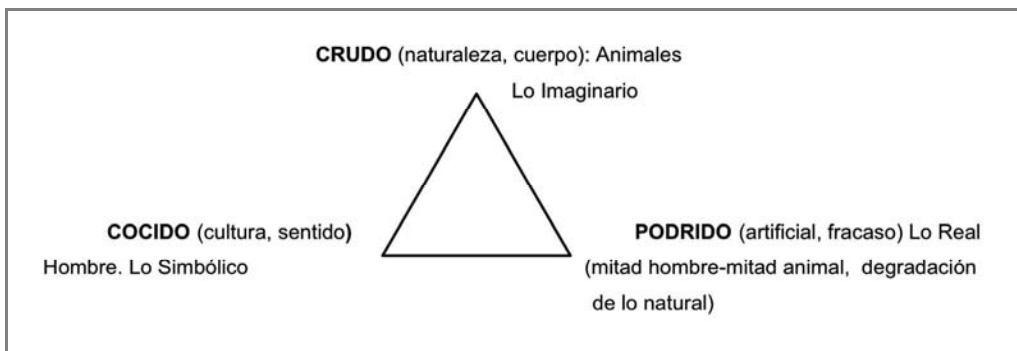 CRUDO (naturaleza, cuerpo): Animales
Lo Imaginario
COCIDO (cultura, sentido)
Hombre. Lo Simbólico
PODRIDO (artificial, fracaso) Lo Real
(mitad hombre-mitad animal, degradación
de lo natural)